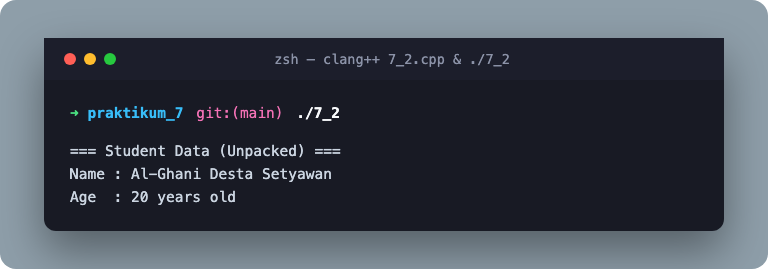 zsh — clang++ 7_2.cpp & ./7_2
➜ praktikum_7 git:(main) ./7_2
=== Student Data (Unpacked) ===
Name : Al-Ghani Desta Setyawan
Age  : 20 years old